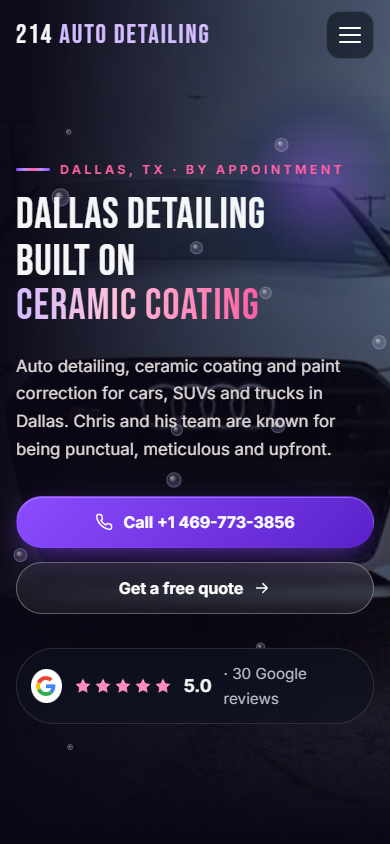 214 AUTO DETAILING
DALLAS, TX · BY APPOINTMENT
DALLAS DETAILING
BUILT ON
CERAMIC COATING
Auto detailing, ceramic coating and paint
correction for cars, SUVs and trucks in
Dallas. Chris and his team are known for
being punctual, meticulous and upfront.
Call +1 469-773-3856
Get a free quote →
G ★★★★★ 5.0 · 30 Google
reviews